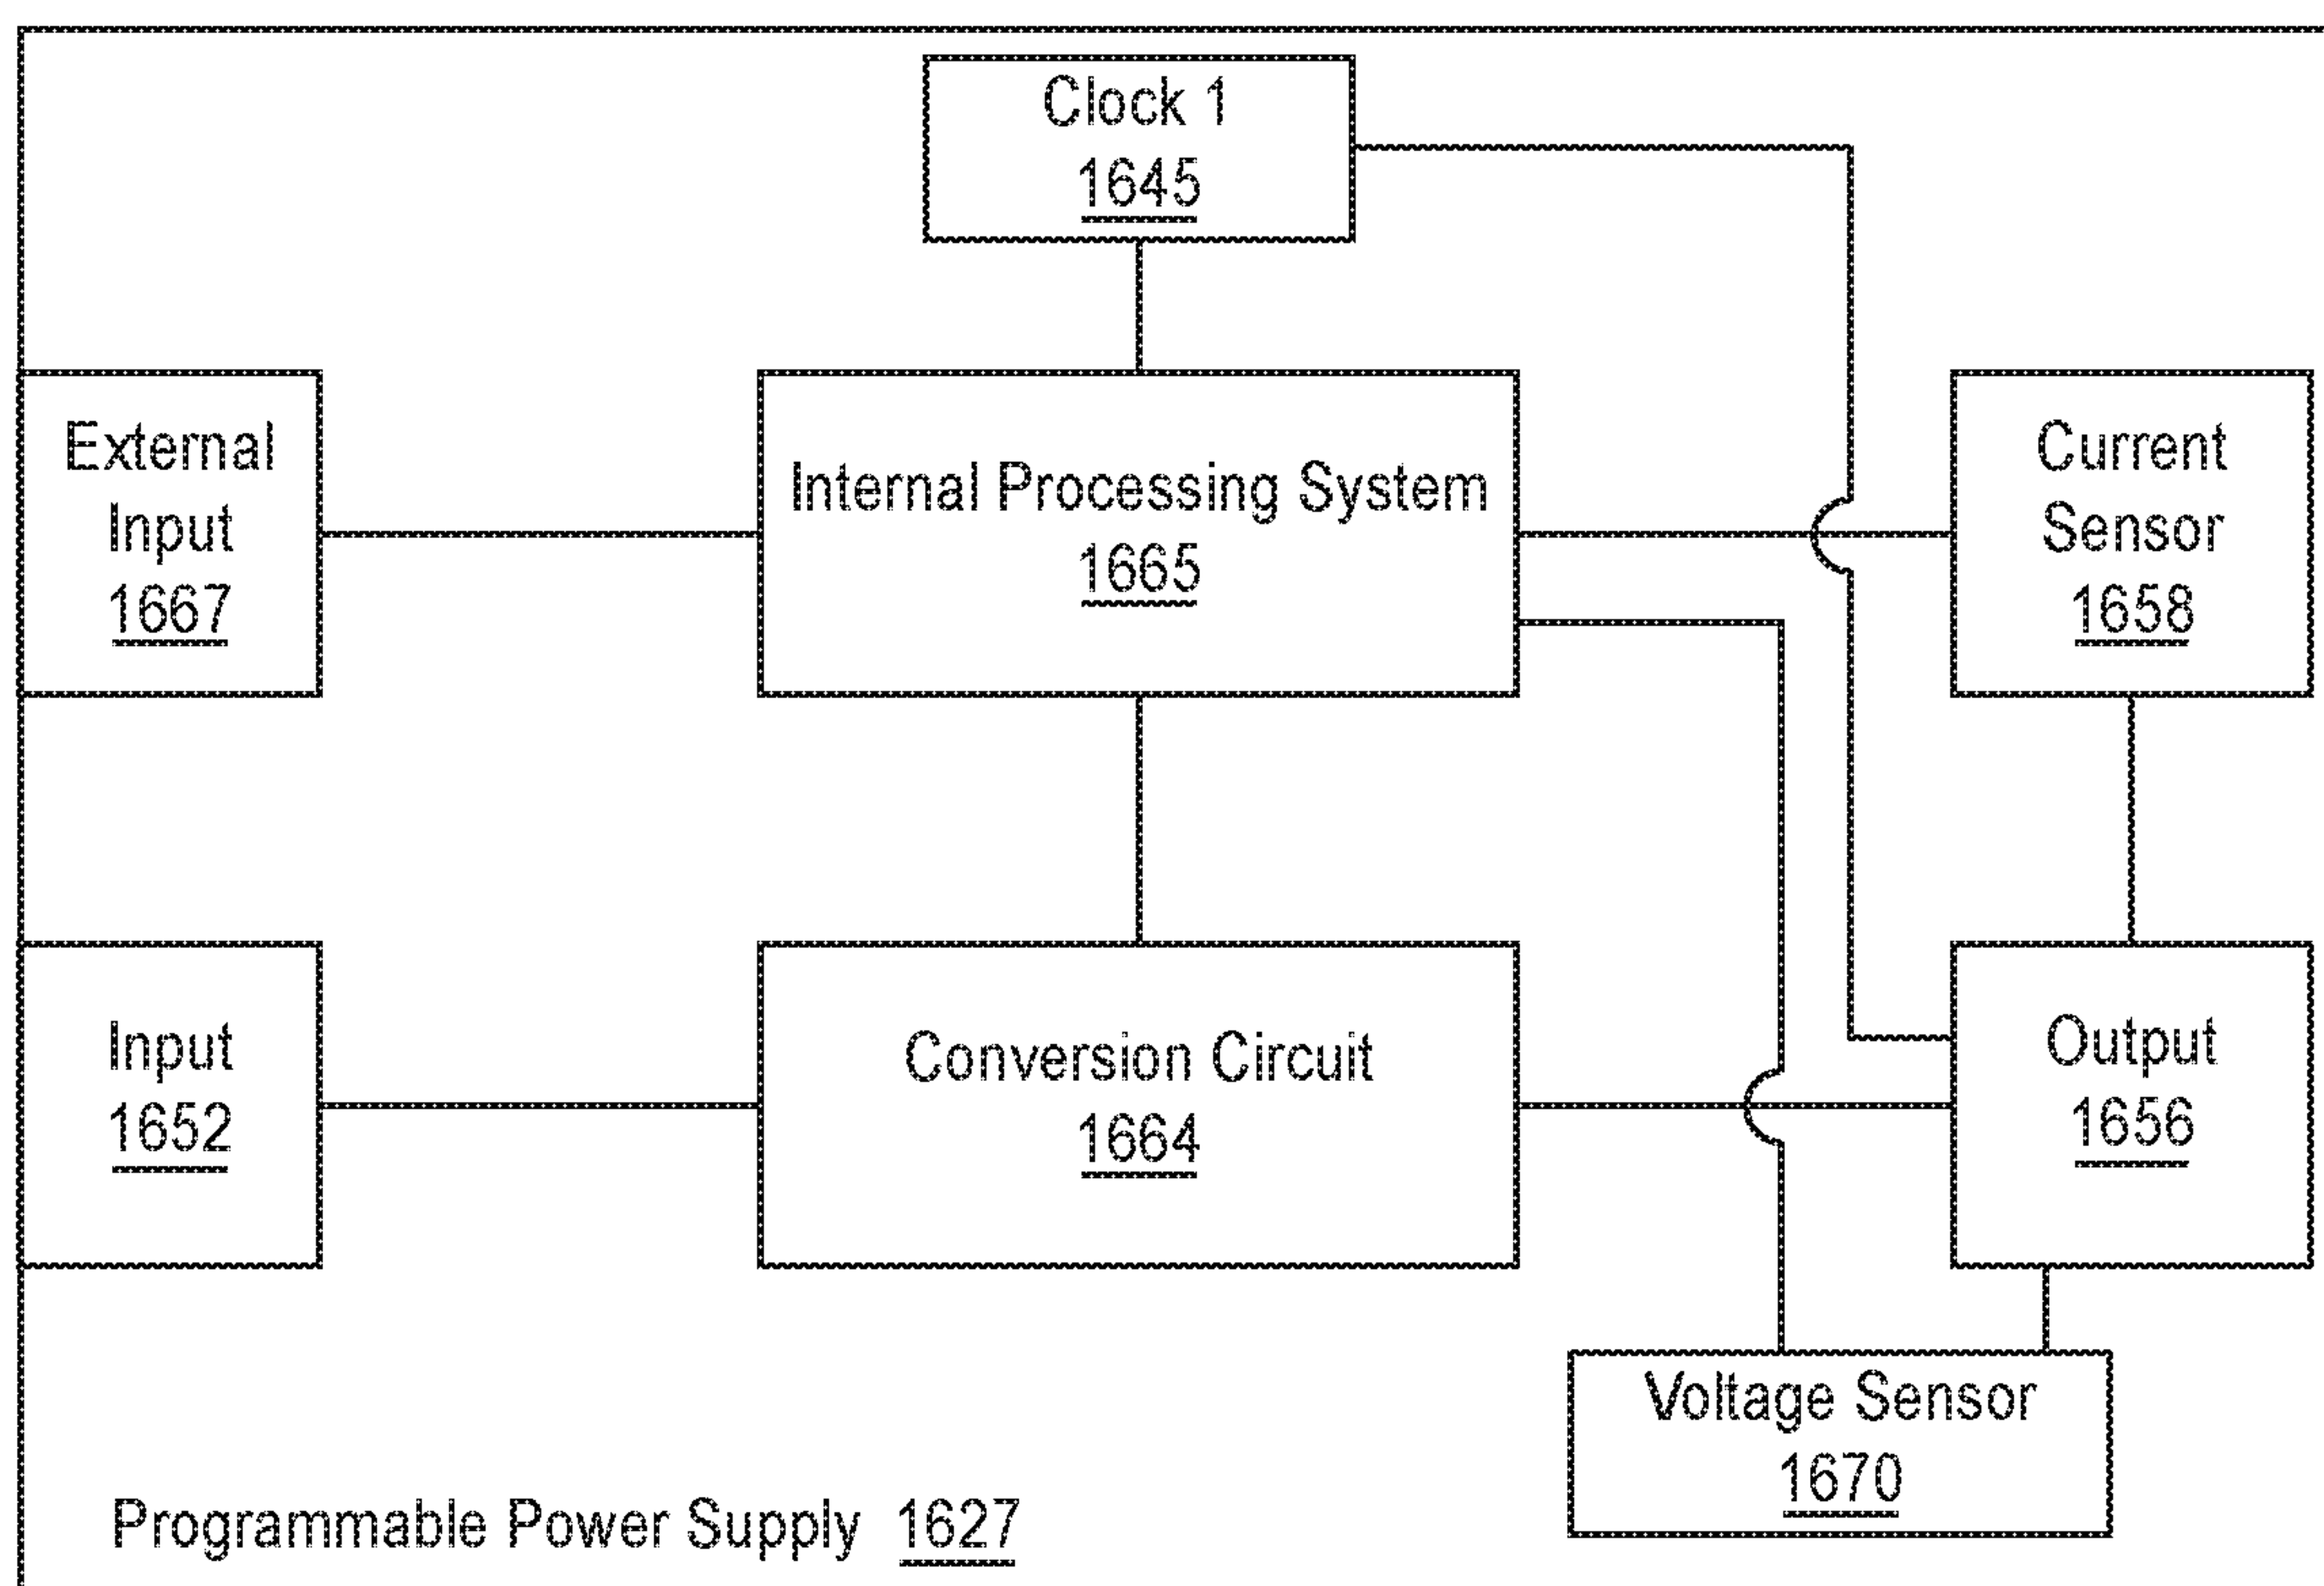 Clock 1
1645
External
Input
1667
Internal Processing System
1665
Current
Sensor
1658
Input
1652
Conversion Circuit
1664
Output
1656
Voltage Sensor
1670
Programmable Power Supply 1627